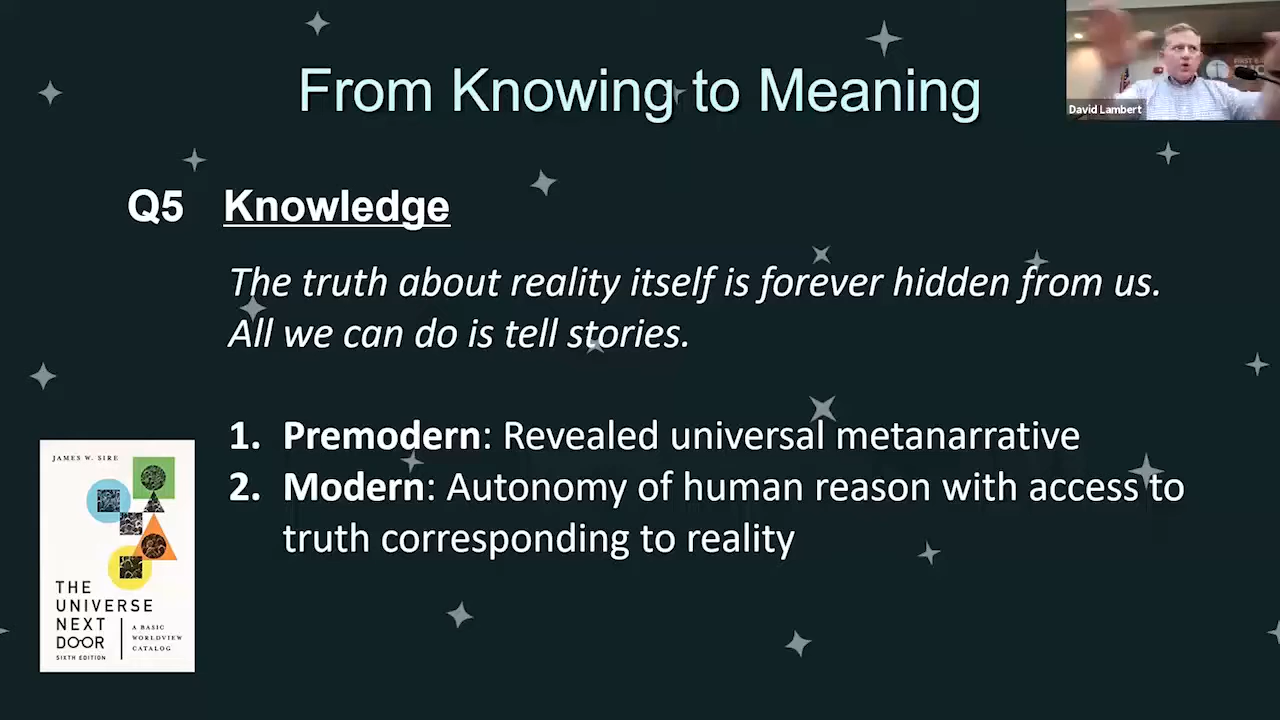 From Knowing to Meaning
David Lambert
Q5 Knowledge
The truth about reality itself is forever hidden from us.
All we can do is tell stories.
1. Premodern: Revealed universal metanarrative
2. Modern: Autonomy of human reason with access to
truth corresponding to reality
JAMES W. SIRE
THE
UNIVERSE
NEXT
DOOR
SIXTH EDITION
A BASIC
WORLDVIEW
CATALOG